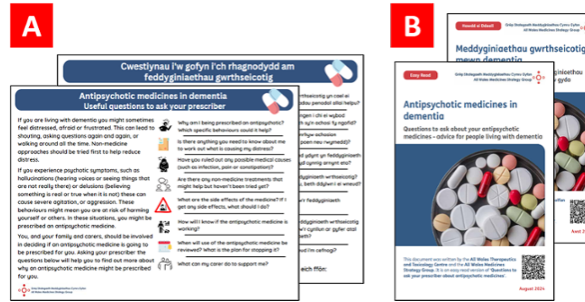 A
Cwestiynau i'w gofyn i'ch rhagnodydd am
feddyginiaethau gwrthseicotig
Antipsychotic medicines in dementia
Useful questions to ask your prescriber
If you are living with dementia you might sometimes
feel distressed, afraid or frustrated. This can lead to
shouting, asking questions again and again, or
walking around all the time. Non-medicine
approaches should be tried first to help reduce
distress.
If you experience psychotic symptoms, such as
hallucinations (hearing voices or seeing things that
are not really there) or delusions (believing
something is real or true when it is not) these can
cause severe agitation, or aggression. These
behaviours might mean you are at risk of harming
yourself or others. In these situations, you might be
prescribed an antipsychotic medicine.
You, and your family and carers, should be involved
in deciding if an antipsychotic medicine is going to
be prescribed for you. Asking your prescriber the
questions below will help you to find out more about
why an antipsychotic medicine might be prescribed
for you.
Why am I being prescribed an antipsychotic?
Which specific behaviours could it help?
Is there anything you need to know about me
to work out what is causing my distress?
Have you ruled out any possible medical causes
(such as infection, pain or constipation)?
Are there any non-medicine treatments that
might help but haven't been tried yet?
What are the side effects of the medicine? If I
get any side effects, what should I do?
How will I know if the antipsychotic medicine is
working?
When will use of the antipsychotic medicine be
reviewed? What is the plan for stopping it?
What can my carer do to support me?
eich ffôn:
B
Hawdd ei Ddeall
Grŵp Strategaeth Meddyginiaethau Cymru Gyfan
All Wales Medicines Strategy Group
Meddyginiaethau gwrthseicotig
mewn dementia
Easy Read
Grŵp Strategaeth Meddyginiaethau Cymru Gyfan
All Wales Medicines Strategy Group
Antipsychotic medicines in
dementia
Questions to ask about your antipsychotic
medicines – advice for people living with dementia
This document was written by the All Wales Therapeutics
and Toxicology Centre and the All Wales Medicines
Strategy Group. It is an easy read version of 'Questions to
ask your prescriber about antipsychotic medicines'.
August 2024